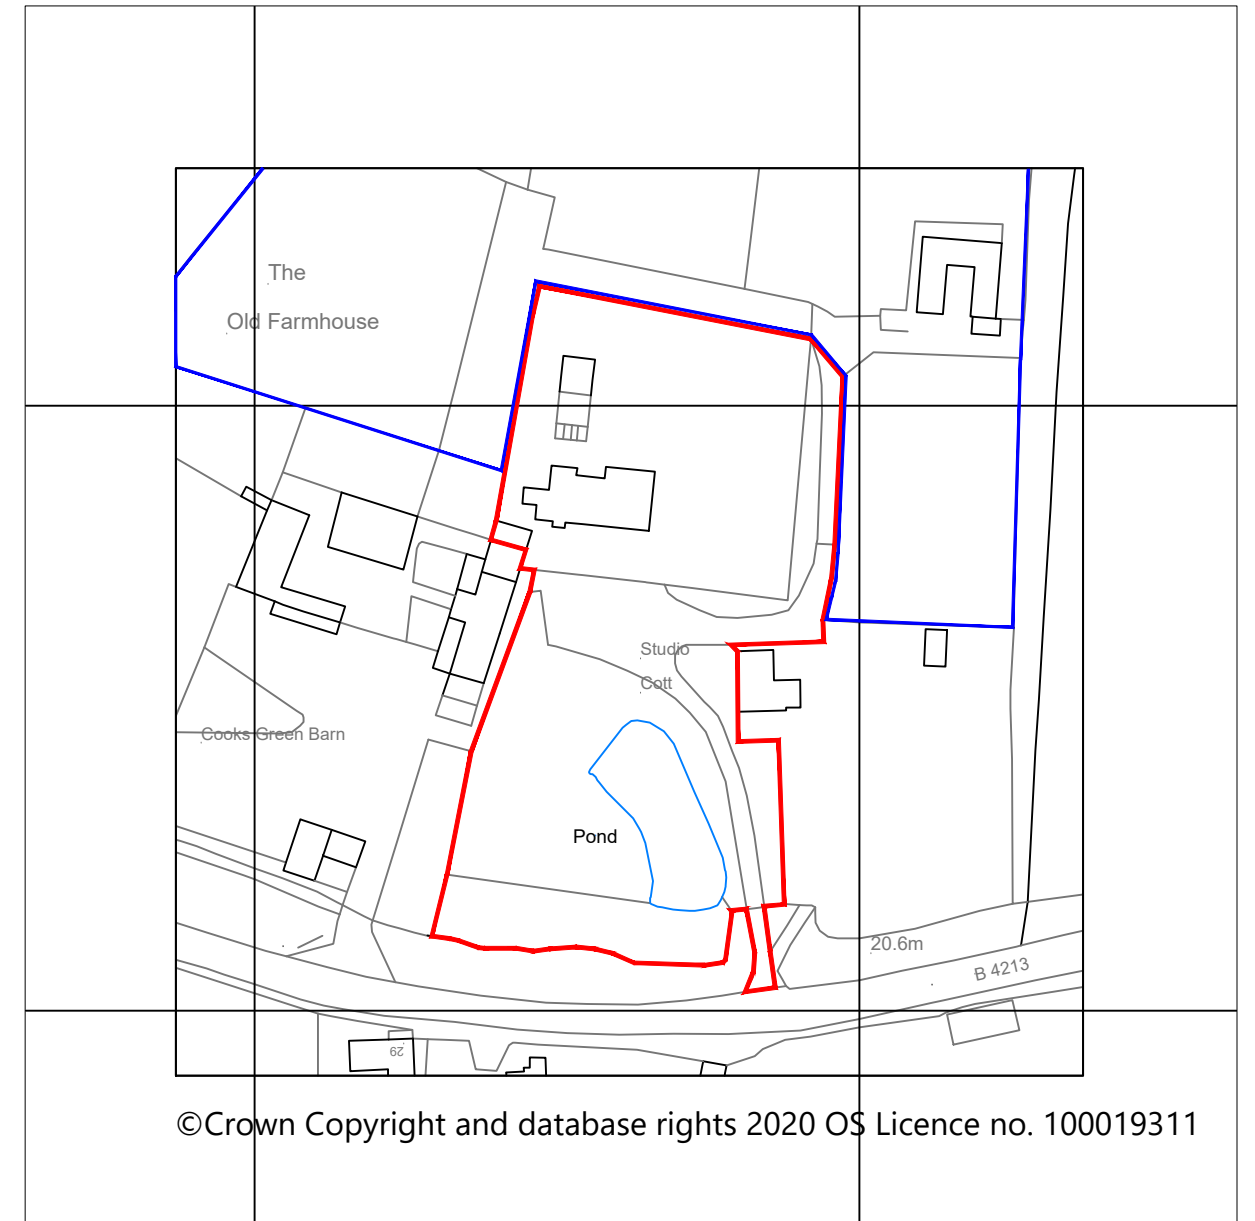 The
Old Farmhouse
Studio
Cott
Cooks Green Barn
Pond
20.6m
B 4213
29
©Crown Copyright and database rights 2020 OS Licence no. 100019311